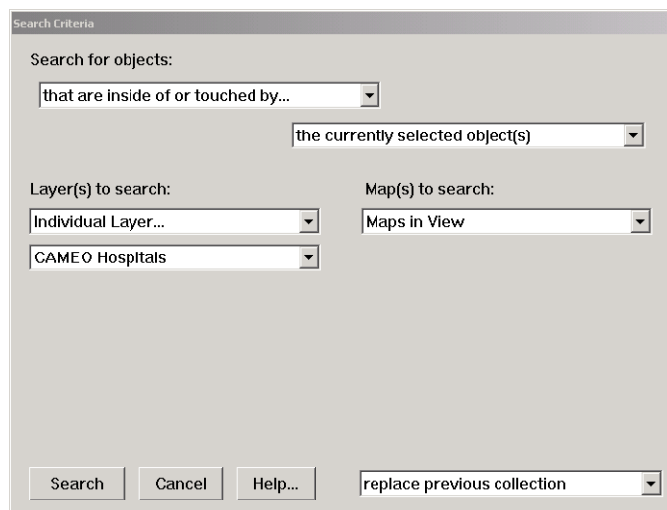 Search Criteria
Search for objects:
that are inside of or touched by...
the currently selected object(s)
Layer(s) to search:
Map(s) to search:
Individual Layer...
Maps in View
CAMEO Hospitals
Search
Cancel
Help...
replace previous collection